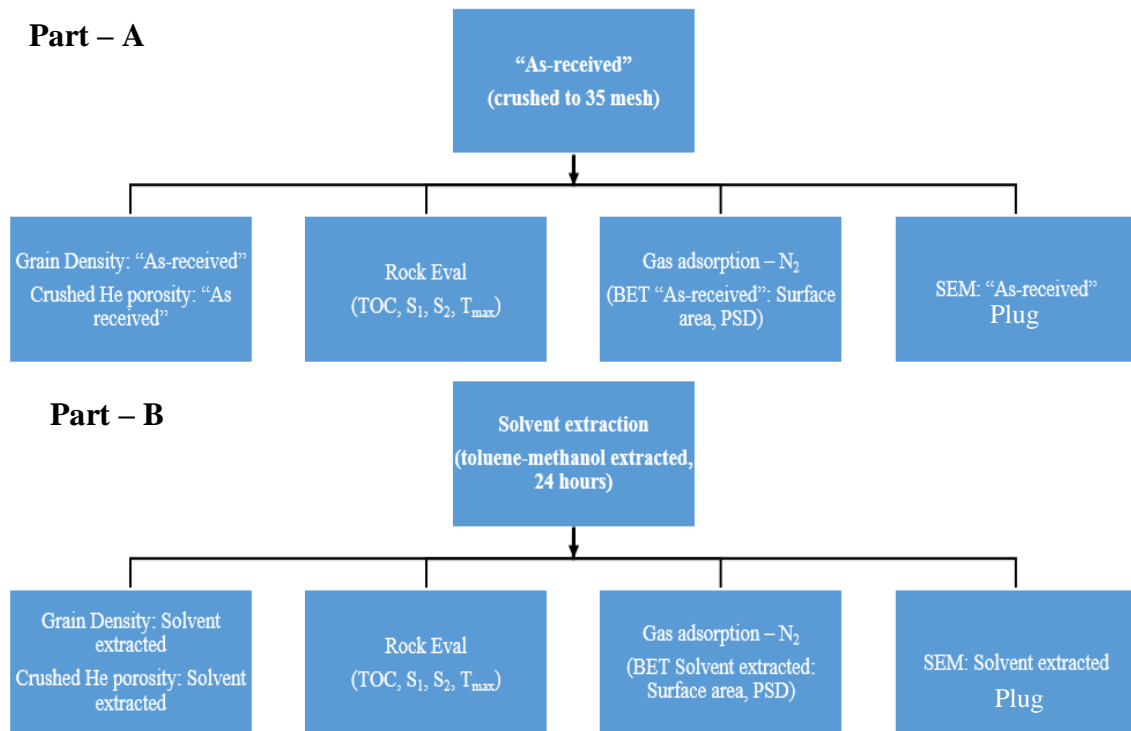 Part – A
“As-received”
(crushed to 35 mesh)
Grain Density: “As-received”
Crushed He porosity: “As
received”
Rock Eval
(TOC, S₁, S₂, Tₘₐₓ)
Gas adsorption – N₂
(BET “As-received”: Surface
area, PSD)
SEM: “As-received”
Plug
Part – B
Solvent extraction
(toluene-methanol extracted,
24 hours)
Grain Density: Solvent
extracted
Crushed He porosity: Solvent
extracted
Rock Eval
(TOC, S₁, S₂, Tₘₐₓ)
Gas adsorption – N₂
(BET Solvent extracted:
Surface area, PSD)
SEM: Solvent extracted
Plug